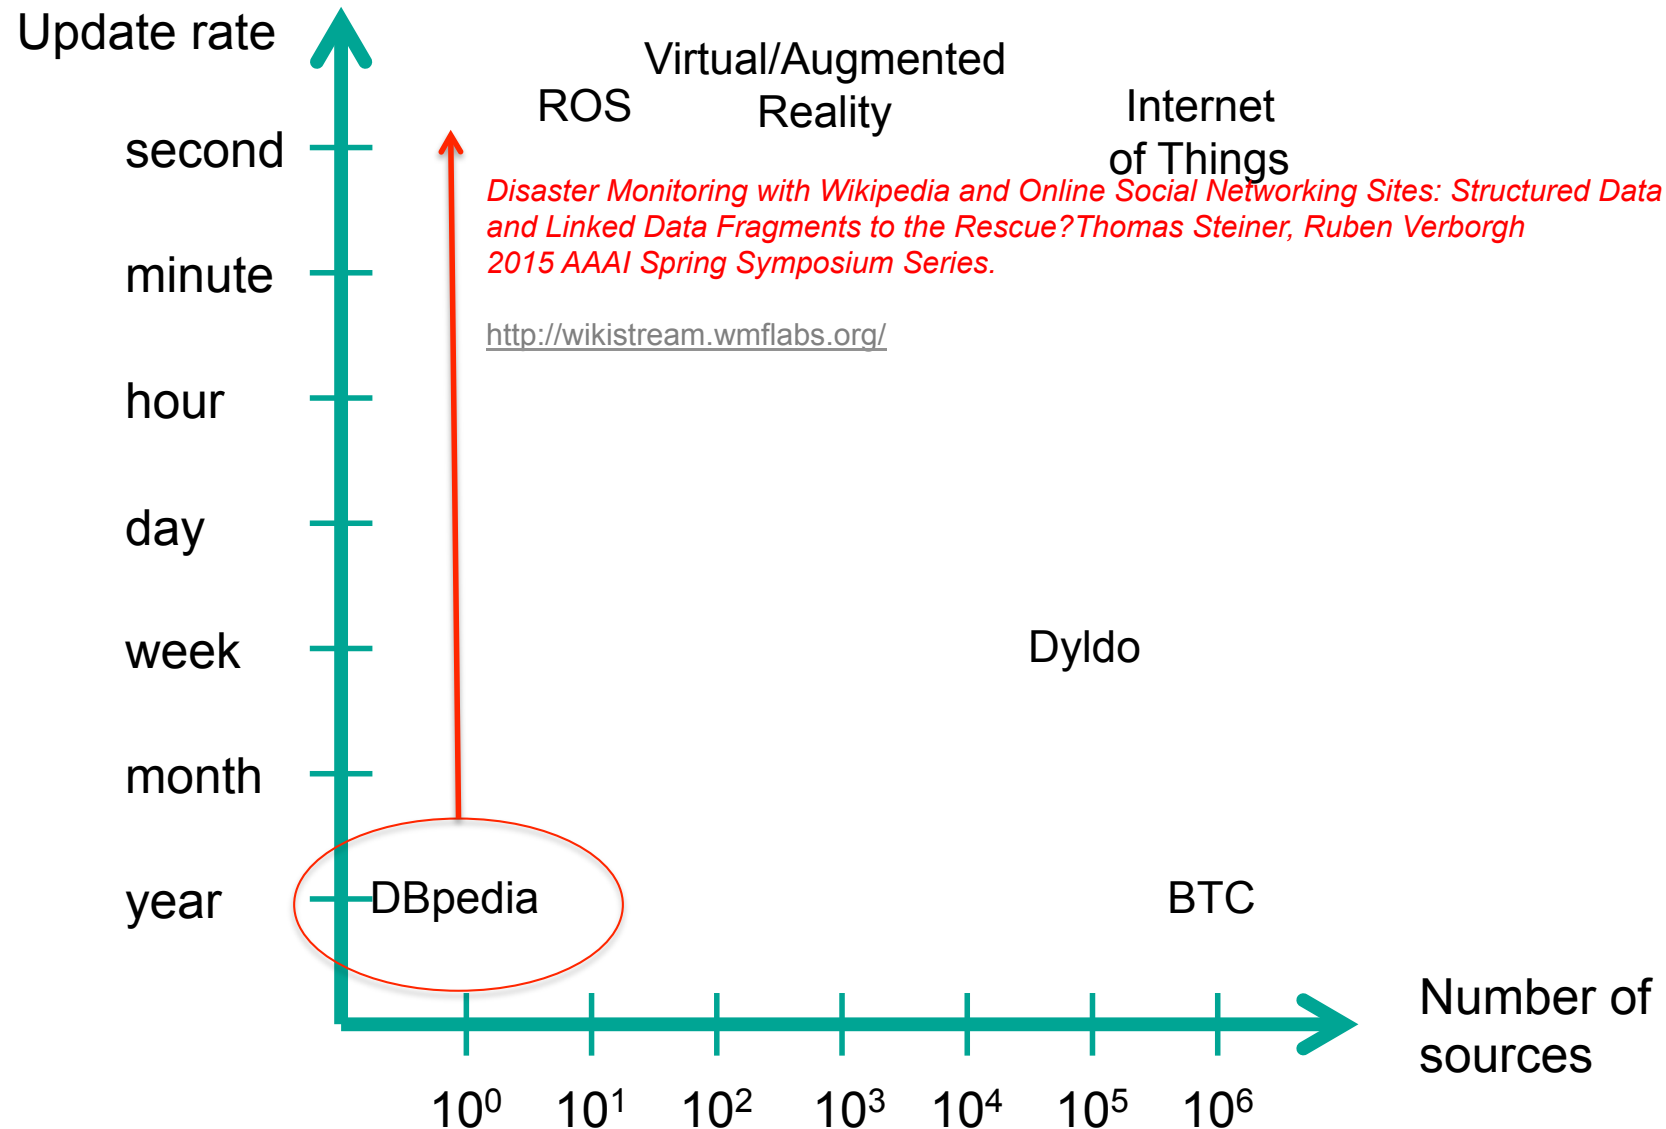 Update rate
Virtual/Augmented
Reality
ROS
Internet
of Things
second
Disaster Monitoring with Wikipedia and Online Social Networking Sites: Structured Data
and Linked Data Fragments to the Rescue?Thomas Steiner, Ruben Verborgh
2015 AAAI Spring Symposium Series.
minute
http://wikistream.wmflabs.org/
hour
day
week
Dyldo
month
year
DBpedia
BTC
Number of
sources
10⁰ 10¹ 10² 10³ 10⁴ 10⁵ 10⁶